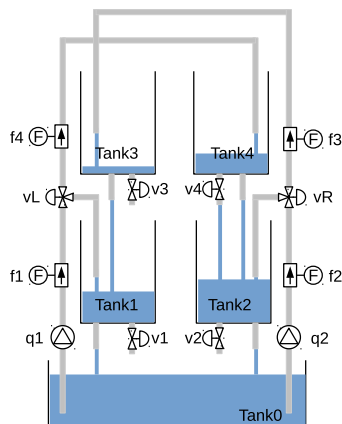 f4 F Tank3 Tank4 F f3
vL v3 v4 vR
f1 F F f2
Tank1 Tank2
q1 v1 v2 q2
Tank0